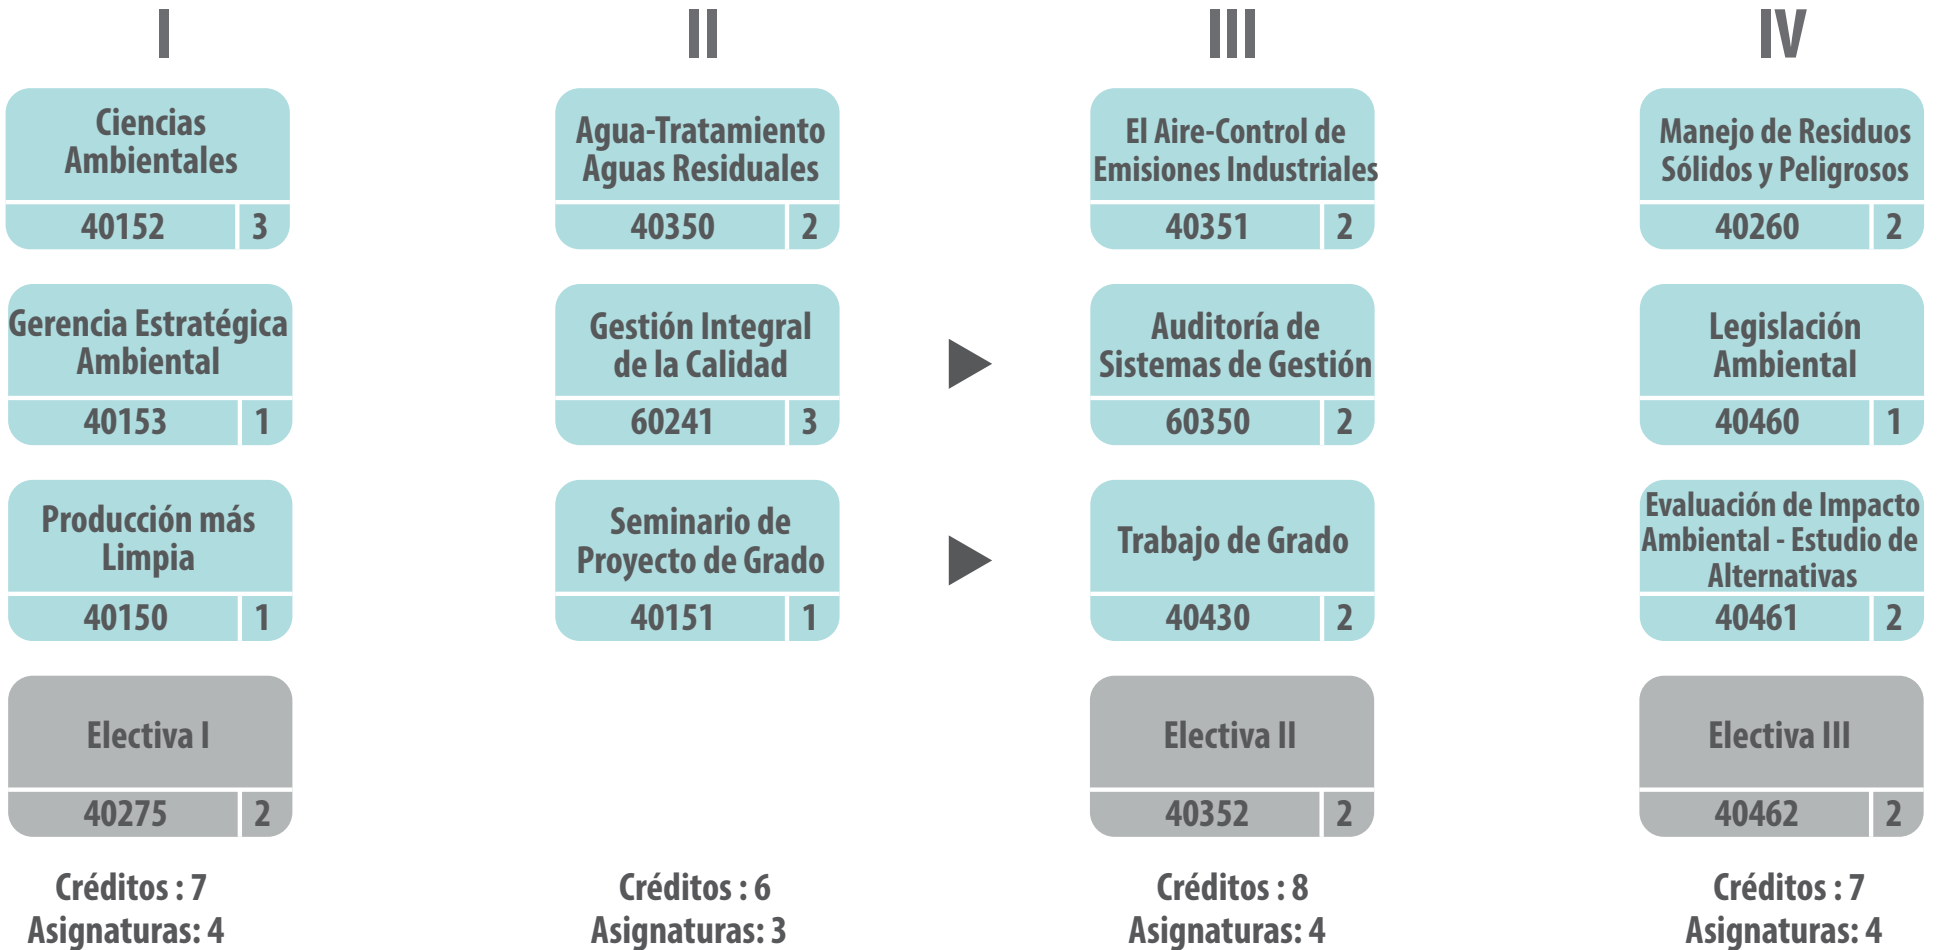 I
Ciencias
Ambientales
40152 3
Gerencia Estratégica
Ambiental
40153 1
Producción más
Limpia
40150 1
Electiva I
40275 2
Créditos : 7
Asignaturas: 4
II
Agua-Tratamiento
Aguas Residuales
40350 2
Gestión Integral
de la Calidad
60241 3
Seminario de
Proyecto de Grado
40151 1
Créditos : 6
Asignaturas: 3
III
El Aire-Control de
Emisiones Industriales
40351 2
Auditoría de
Sistemas de Gestión
60350 2
Trabajo de Grado
40430 2
Electiva II
40352 2
Créditos : 8
Asignaturas: 4
IV
Manejo de Residuos
Sólidos y Peligrosos
40260 2
Legislación
Ambiental
40460 1
Evaluación de Impacto
Ambiental - Estudio de
Alternativas
40461 2
Electiva III
40462 2
Créditos : 7
Asignaturas: 4